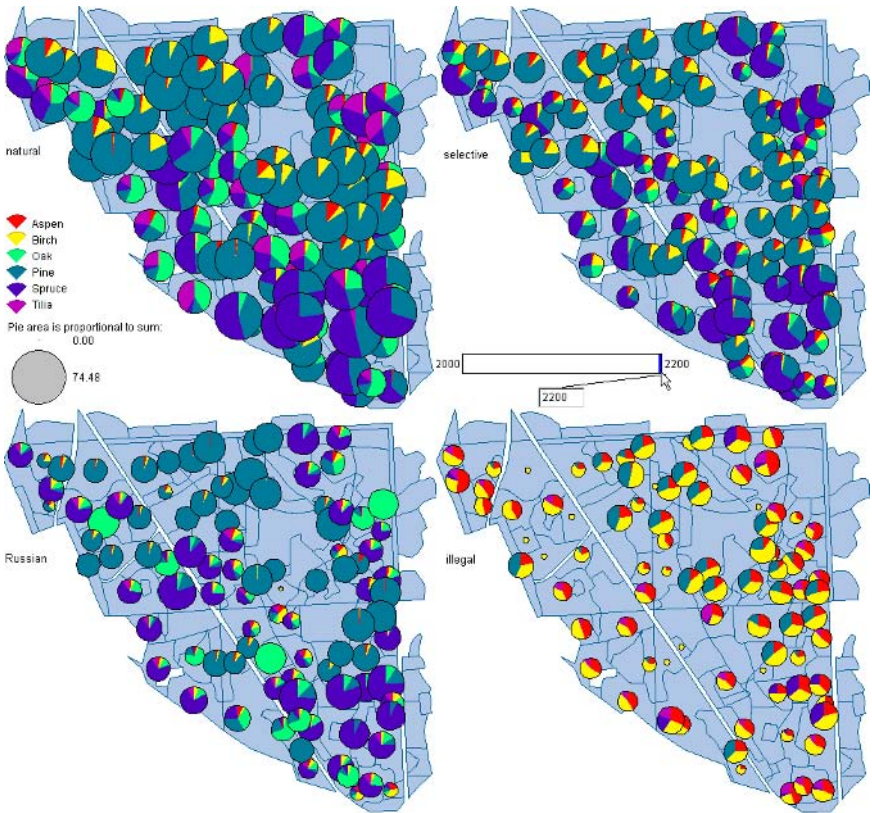 natural
selective
Aspen
Birch
Oak
Pine
Spruce
Tilia
Pie area is proportional to sum:
0.00
74.48
2000
2200
2200
Russian
illegal